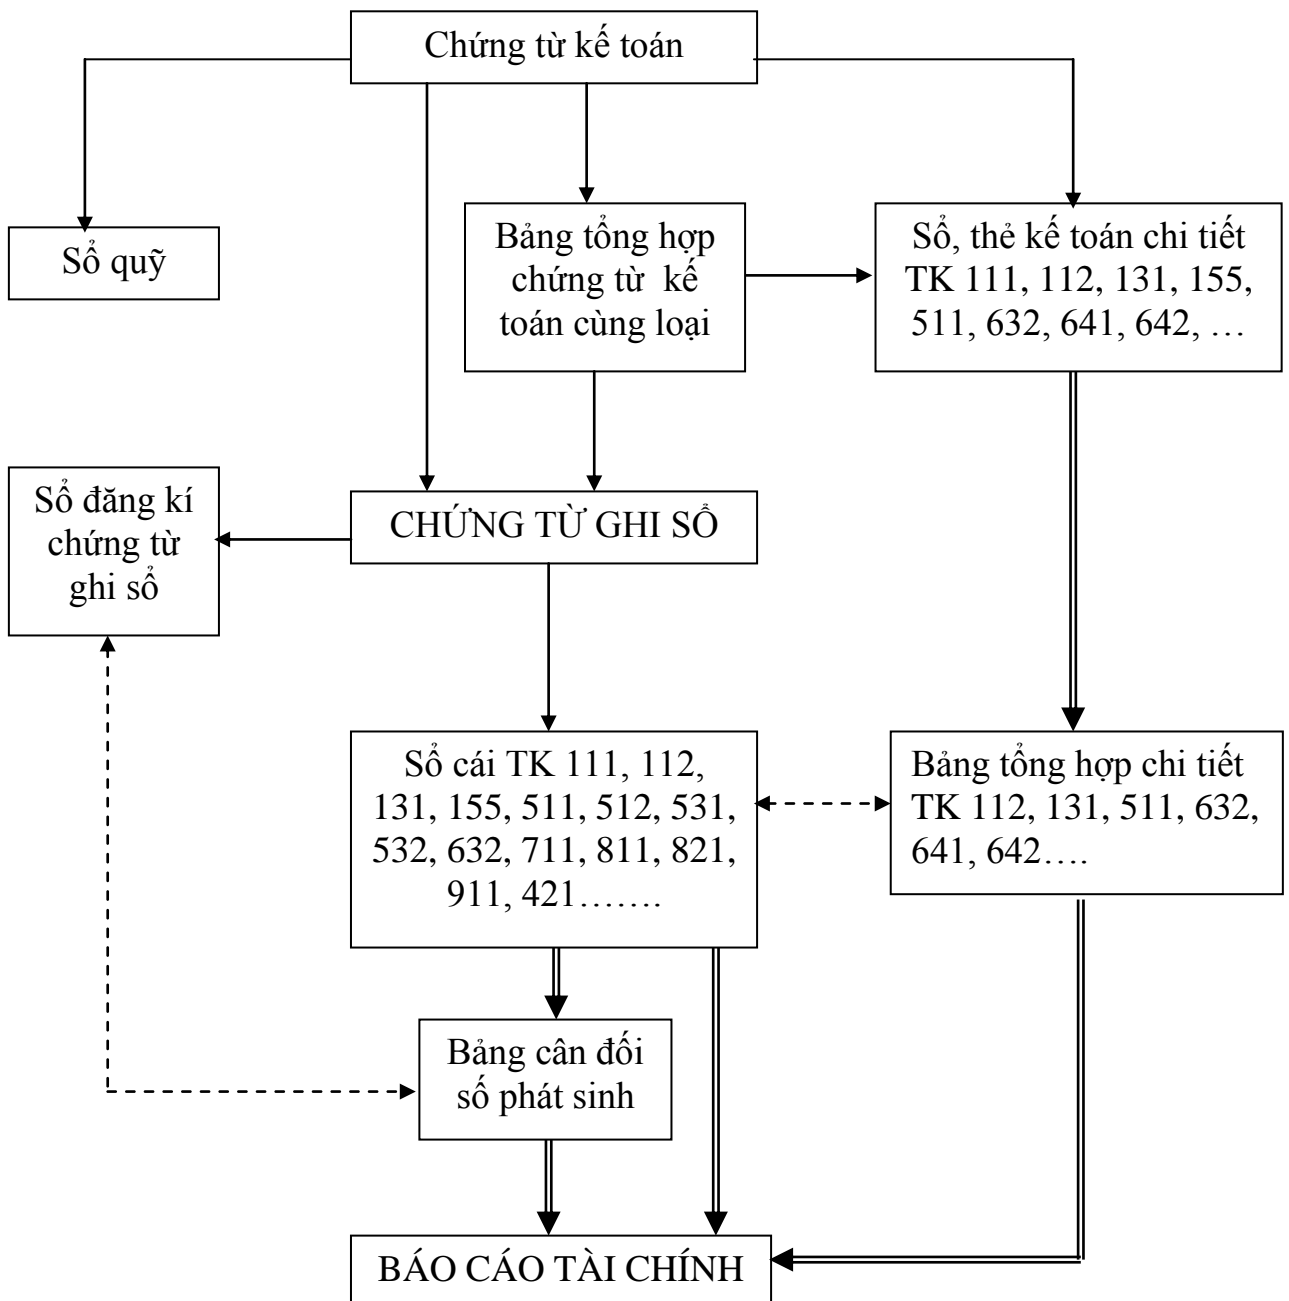 Chứng từ kế toán
Sổ quỹ
Bảng tổng hợp
chứng từ kế
toán cùng loại
Sổ, thẻ kế toán chi tiết
TK 111, 112, 131, 155,
511, 632, 641, 642, …
Sổ đăng kí
chứng từ
ghi sổ
CHỨNG TỪ GHI SỔ
Sổ cái TK 111, 112,
131, 155, 511, 512, 531,
532, 632, 711, 811, 821,
911, 421…….
Bảng tổng hợp chi tiết
TK 112, 131, 511, 632,
641, 642….
Bảng cân đối
số phát sinh
BÁO CÁO TÀI CHÍNH